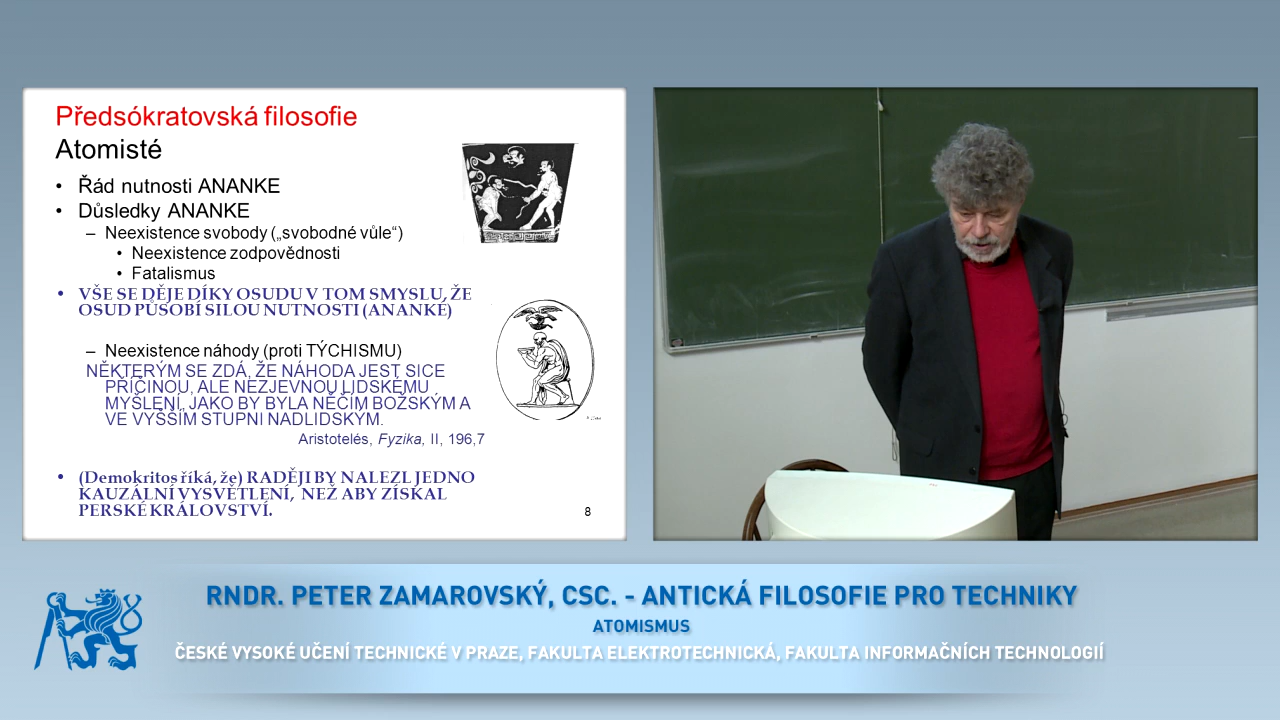 Předsókratovská filosofie
Atomisté
• Řád nutnosti ANANKE
• Důsledky ANANKE
– Neexistence svobody („svobodné vůle“)
• Neexistence zodpovědnosti
• Fatalismus
• VŠE SE DĚJE DÍKY OSUDU V TOM SMYSLU, ŽE
OSUD PŮSOBÍ SILOU NUTNOSTI (ANANKE)
– Neexistence náhody (proti TÝCHISMU)
NĚKTERÝM SE ZDÁ, ŽE NÁHODA JEST SICE
PŘÍČINOU, ALE NEZJEVNOU LIDSKÉMU
MYŠLENÍ, JAKO BY BYLA NĚČÍM BOŽSKÝM A
VE VYŠŠÍM STUPNI NADLIDSKÝM.
Aristotelés, Fyzika, II, 196,7
• (Demokritos říká, že) RADĚJI BY NALEZL JEDNO
KAUZÁLNÍ VYSVĚTLENÍ, NEŽ ABY ZÍSKAL
PERSKÉ KRÁLOVSTVÍ.
8
RNDR. PETER ZAMAROVSKÝ, CSC. - ANTICKÁ FILOSOFIE PRO TECHNIKY
ATOMISMUS
ČESKÉ VYSOKÉ UČENÍ TECHNICKÉ V PRAZE, FAKULTA ELEKTROTECHNICKÁ, FAKULTA INFORMAČNÍCH TECHNOLOGIÍ